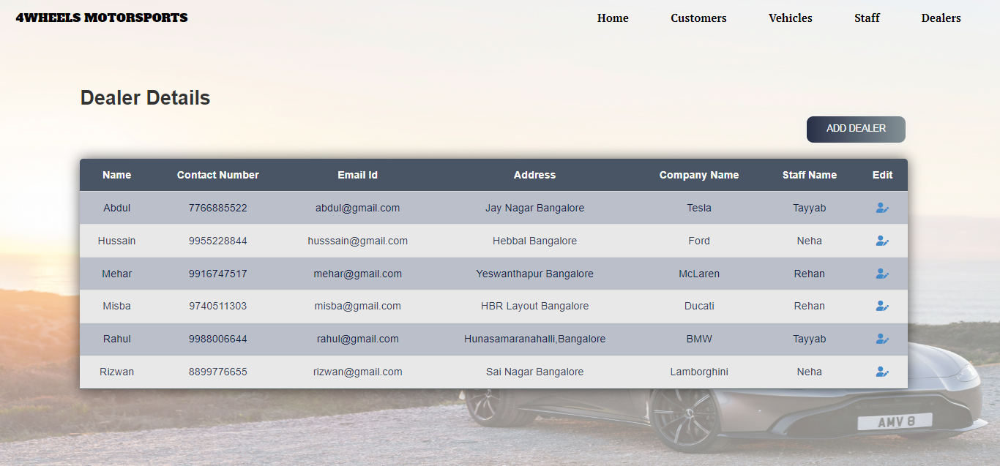 4WHEELS MOTORSPORTS Home Customers Vehicles Staff Dealers
Dealer Details
ADD DEALER
Name Contact Number Email Id Address Company Name Staff Name Edit
Abdul 7766885522 abdul@gmail.com Jay Nagar Bangalore Tesla Tayyab
Hussain 9955228844 husssain@gmail.com Hebbal Bangalore Ford Neha
Mehar 9916747517 mehar@gmail.com Yeswanthapur Bangalore McLaren Rehan
Misba 9740511303 misba@gmail.com HBR Layout Bangalore Ducati Rehan
Rahul 9988006644 rahul@gmail.com Hunasamaranahalli,Bangalore BMW Tayyab
Rizwan 8899776655 rizwan@gmail.com Sai Nagar Bangalore Lamborghini Neha
AMV 8